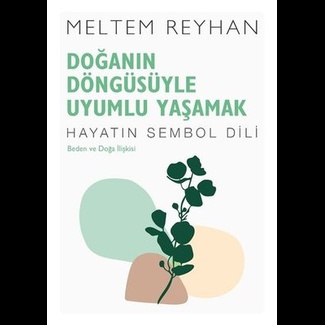 MELTEM REYHAN
DOĞANIN
DÖNGÜSÜYLE
UYUMLU YAŞAMAK
HAYATIN SEMBOL DİLİ
Beden ve Doğa İlişkisi